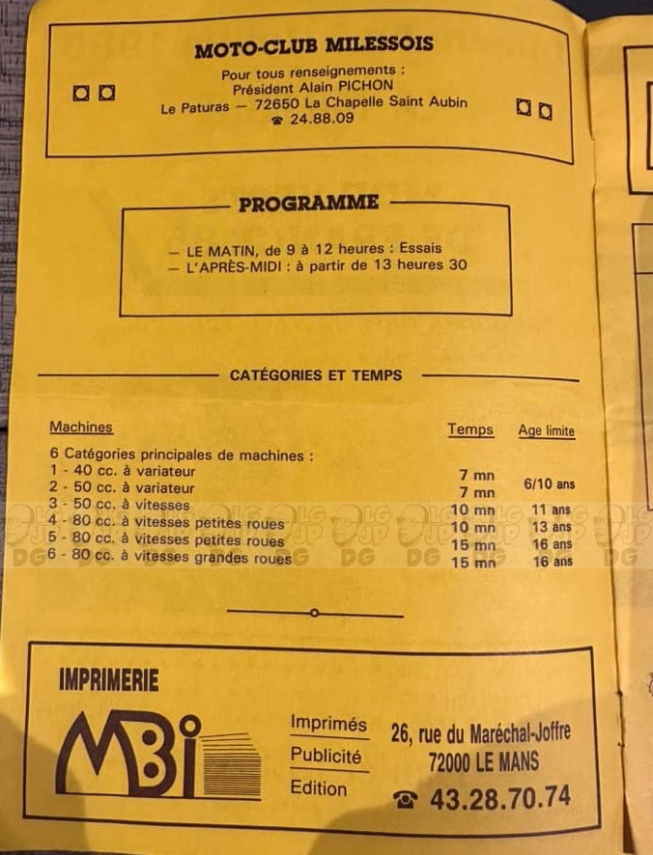 MOTO-CLUB MILESSOIS
Pour tous renseignements :
Président Alain PICHON
Le Paturas — 72650 La Chapelle Saint Aubin
☎ 24.88.09
PROGRAMME
— LE MATIN, de 9 à 12 heures : Essais
— L'APRÈS-MIDI : à partir de 13 heures 30
CATÉGORIES ET TEMPS
Machines Temps Age limite
6 Catégories principales de machines :
1 - 40 cc. à variateur 7 mn
2 - 50 cc. à variateur 7 mn 6/10 ans
3 - 50 cc. à vitesses 10 mn 11 ans
4 - 80 cc. à vitesses petites roues 10 mn 13 ans
5 - 80 cc. à vitesses petites roues 15 mn 16 ans
6 - 80 cc. à vitesses grandes roues 15 mn 16 ans
IMPRIMERIE
MBi
Imprimés
Publicité
Edition
26, rue du Maréchal-Joffre
72000 LE MANS
☎ 43.28.70.74